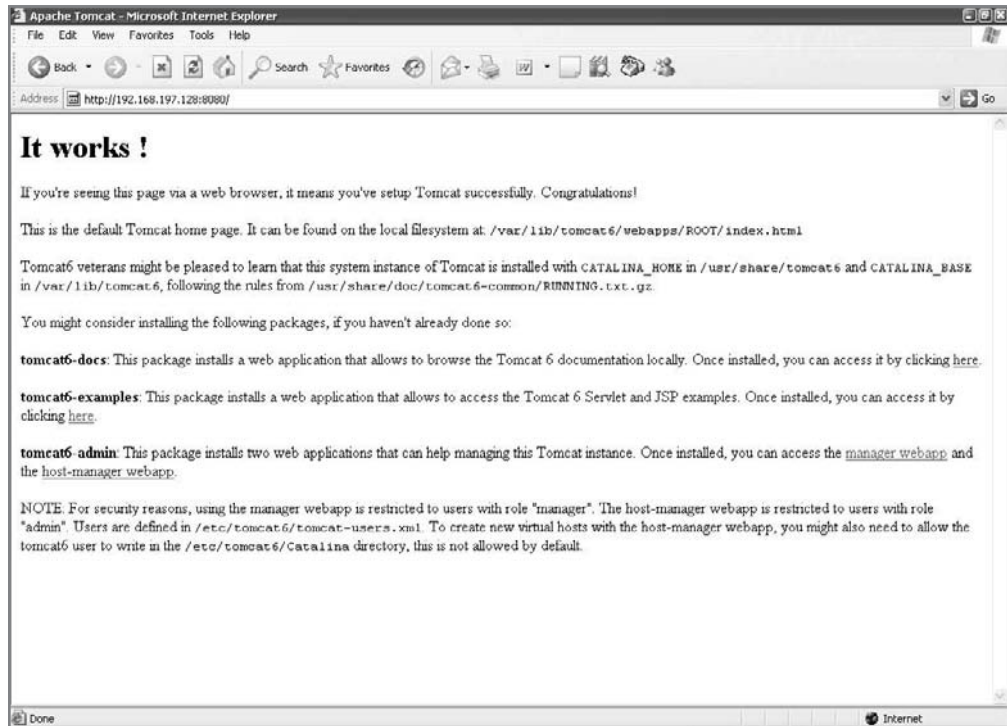 Apache Tomcat - Microsoft Internet Explorer
File Edit View Favorites Tools Help
Back Search Favorites
Address http://192.168.197.128:8080/ Go
It works !
If you're seeing this page via a web browser, it means you've setup Tomcat successfully. Congratulations!
This is the default Tomcat home page. It can be found on the local filesystem at: /var/lib/tomcat6/webapps/ROOT/index.html
Tomcat6 veterans might be pleased to learn that this system instance of Tomcat is installed with CATALINA_HOME in /usr/share/tomcat6 and CATALINA_BASE
in /var/lib/tomcat6, following the rules from /usr/share/doc/tomcat6-common/RUNNING.txt.gz.
You might consider installing the following packages, if you haven't already done so:
tomcat6-docs: This package installs a web application that allows to browse the Tomcat 6 documentation locally. Once installed, you can access it by clicking here.
tomcat6-examples: This package installs a web application that allows to access the Tomcat 6 Servlet and JSP examples. Once installed, you can access it by
clicking here.
tomcat6-admin: This package installs two web applications that can help managing this Tomcat instance. Once installed, you can access the manager webapp and
the host-manager webapp.
NOTE: For security reasons, using the manager webapp is restricted to users with role "manager". The host-manager webapp is restricted to users with role
"admin". Users are defined in /etc/tomcat6/tomcat-users.xml. To create new virtual hosts with the host-manager webapp, you might also need to allow the
tomcat6 user to write in the /etc/tomcat6/Catalina directory, this is not allowed by default.
Done Internet